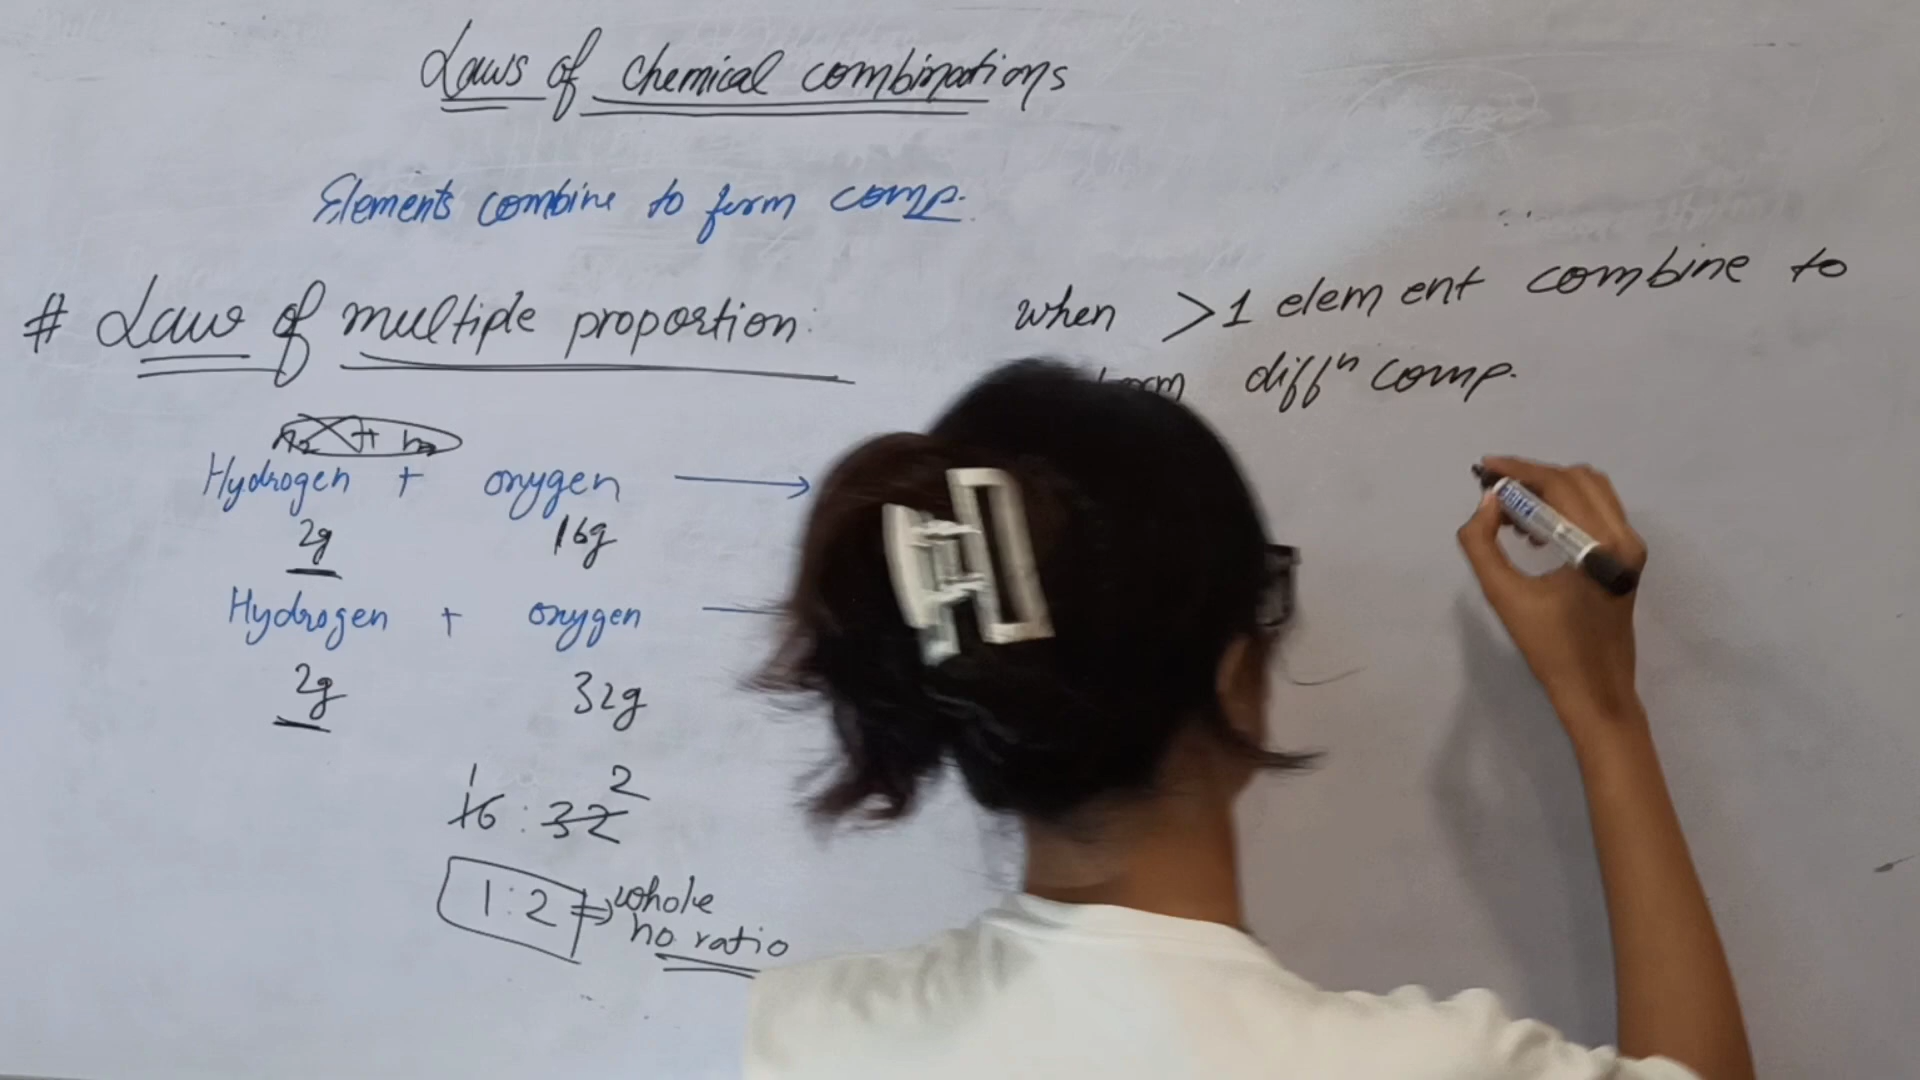 Laws of chemical combinations
Elements combine to form comp.
# Law of multiple proportion:
when >1 element combine to
diffⁿ comp.
Hydrogen + oxygen →
2g 16g
Hydrogen + oxygen
2g 32g
1 2
16 : 32
1:2 ⇒ whole
no ratio